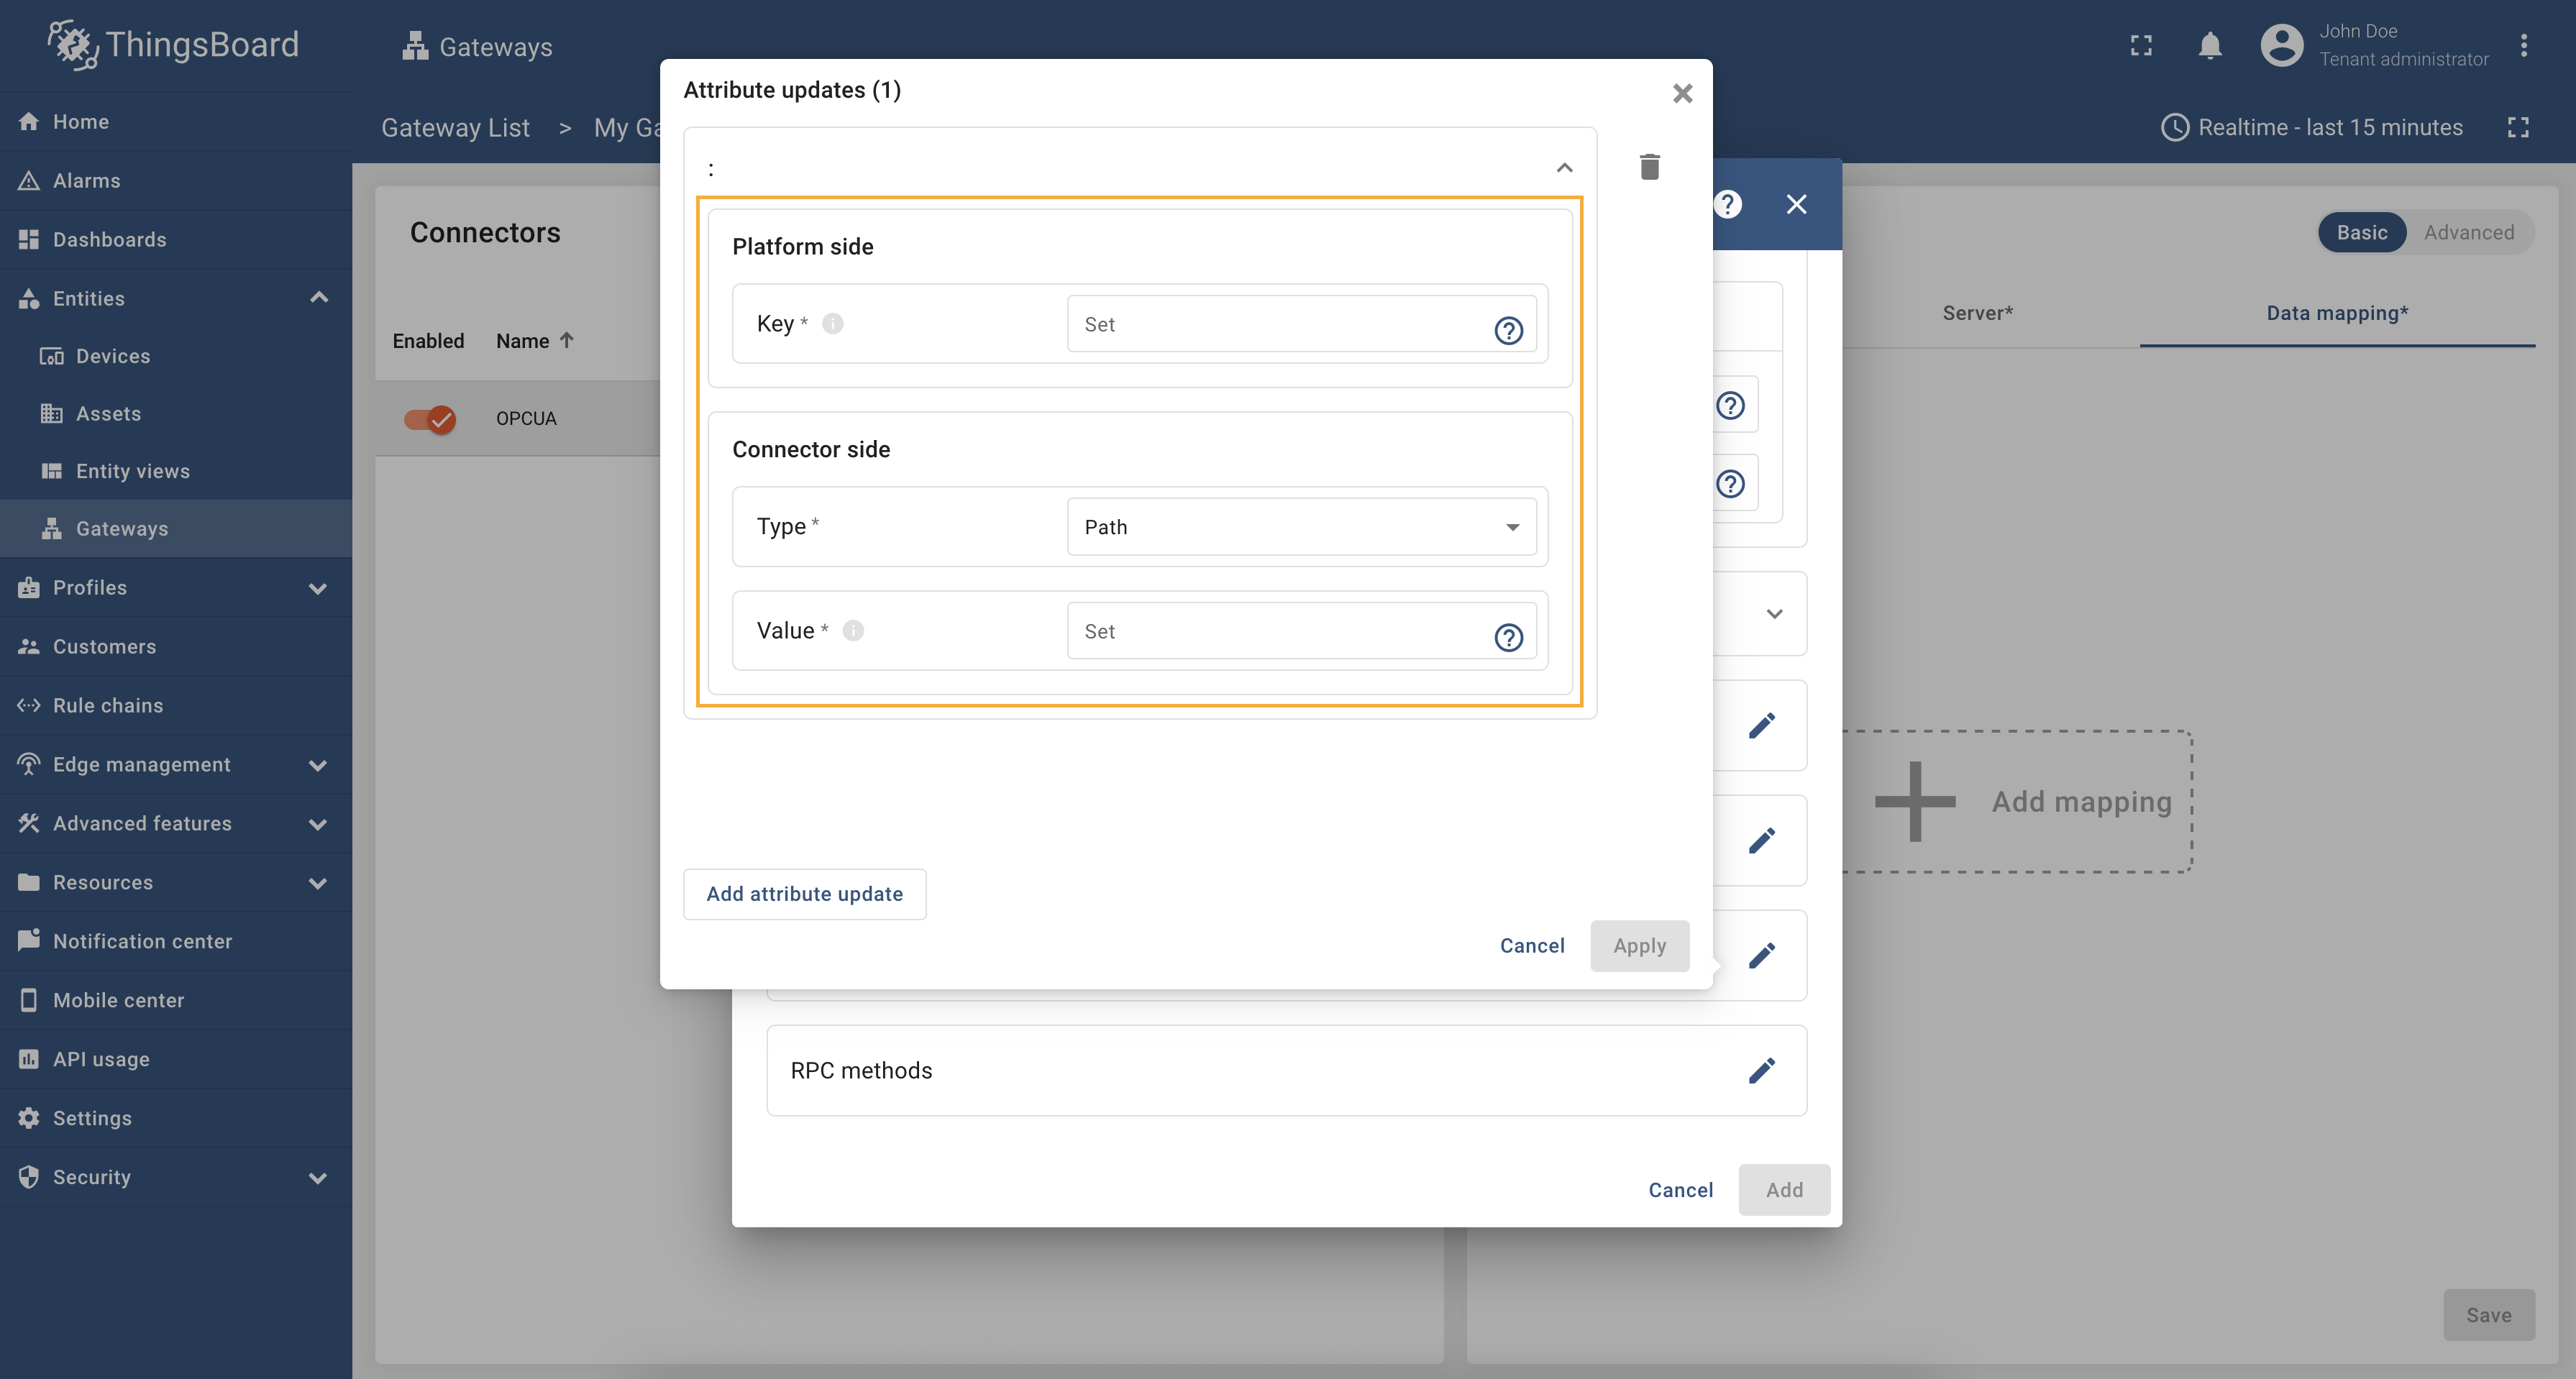 ThingsBoard
Gateways
John Doe
Tenant administrator
Gateway List > My Ga
Realtime - last 15 minutes
Home
Alarms
Dashboards
Entities
Devices
Assets
Entity views
Gateways
Profiles
Customers
Rule chains
Edge management
Advanced features
Resources
Notification center
Mobile center
API usage
Settings
Security
Connectors
Enabled Name
OPCUA
Attribute updates (1)
:
Platform side
Key * Set
Connector side
Type * Path
Value * Set
Add attribute update
Cancel Apply
RPC methods
Cancel Add
Basic Advanced
Server* Data mapping*
Add mapping
Save